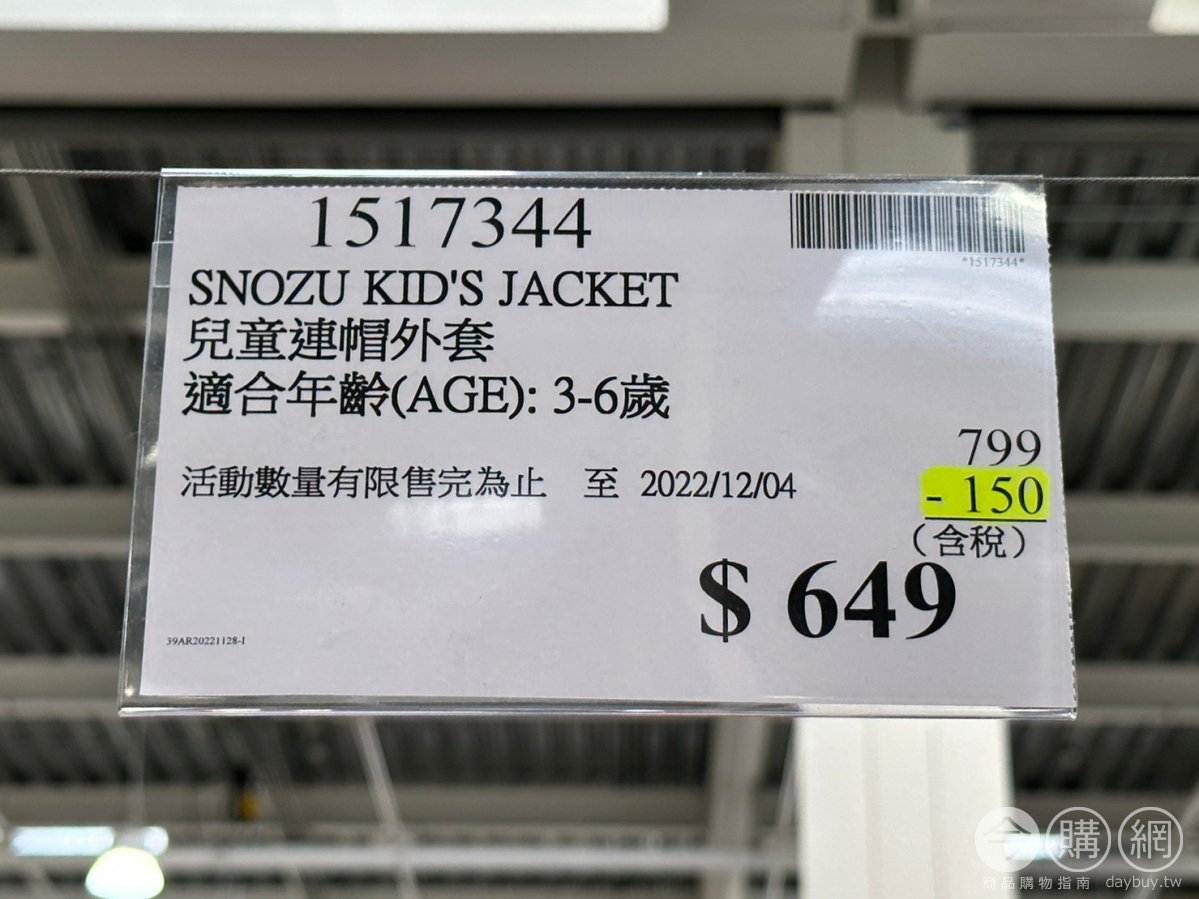 1517344
*1517344*
SNOZU KID'S JACKET
兒童連帽外套
適合年齡(AGE): 3-6歲
799
活動數量有限售完為止 至 2022/12/04
- 150
(含稅)
$ 649
39AR20221128-1
今購網
商品購物指南 daybuy.tw